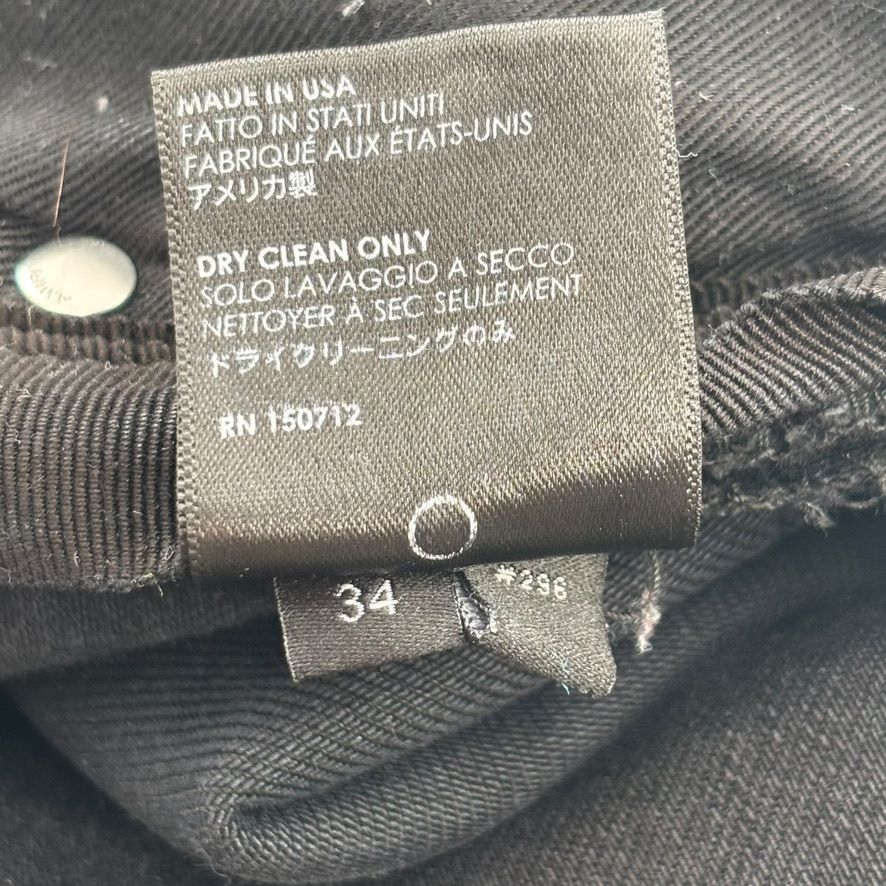 MADE IN USA
FATTO IN STATI UNITI
FABRIQUÉ AUX ÉTATS-UNIS
アメリカ製
DRY CLEAN ONLY
SOLO LAVAGGIO A SECCO
NETTOYER À SEC SEULEMENT
ドライクリーニングのみ
RN 150712
34 #296